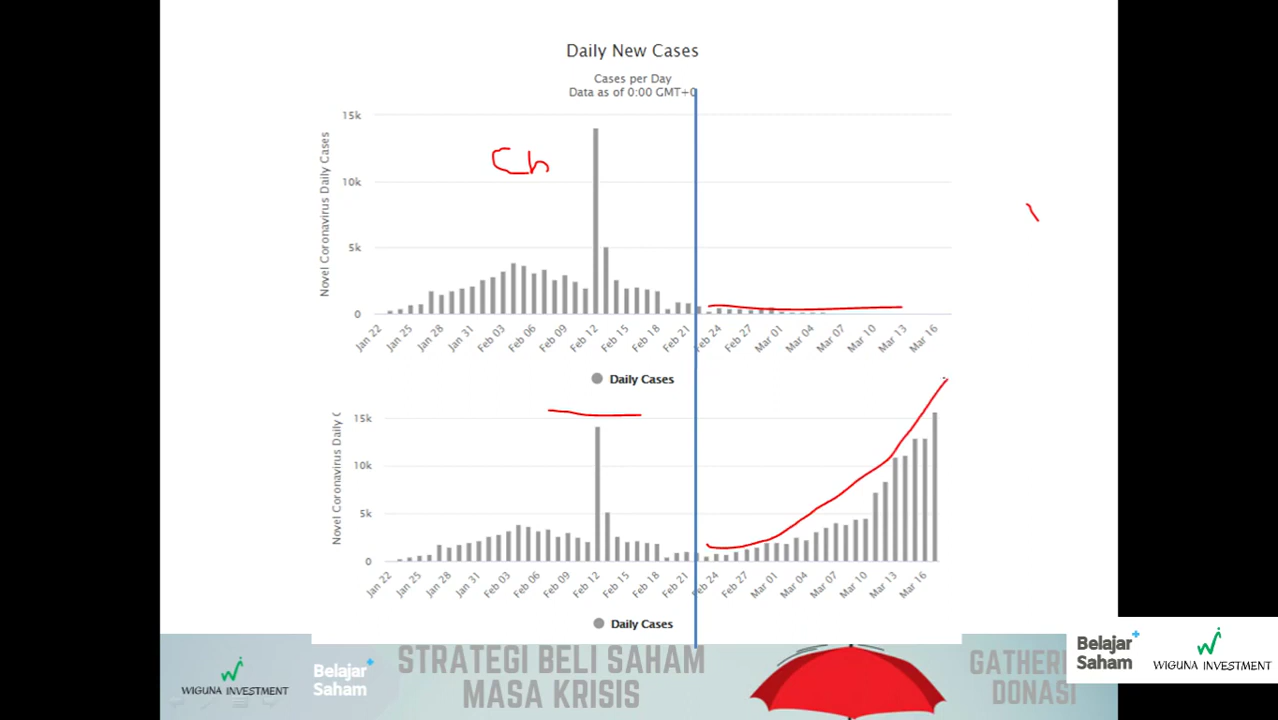 Daily New Cases
Cases per Day
Data as of 0:00 GMT+0
Novel Coronavirus Daily Cases
15k
10k
5k
0
Ch
Jan 22
Jan 25
Jan 28
Jan 31
Feb 03
Feb 06
Feb 09
Feb 12
Feb 15
Feb 18
Feb 21
Feb 24
Feb 27
Mar 01
Mar 04
Mar 07
Mar 10
Mar 13
Mar 16
Daily Cases
Novel Coronavirus Daily C
15k
10k
5k
0
Jan 22
Jan 25
Jan 28
Jan 31
Feb 03
Feb 06
Feb 09
Feb 12
Feb 15
Feb 18
Feb 21
Feb 24
Feb 27
Mar 01
Mar 04
Mar 07
Mar 10
Mar 13
Mar 16
Daily Cases
WIGUNA INVESTMENT
Belajar+
Saham
STRATEGI BELI SAHAM
MASA KRISIS
DONASI
Belajar+
Saham
WIGUNA INVESTMENT